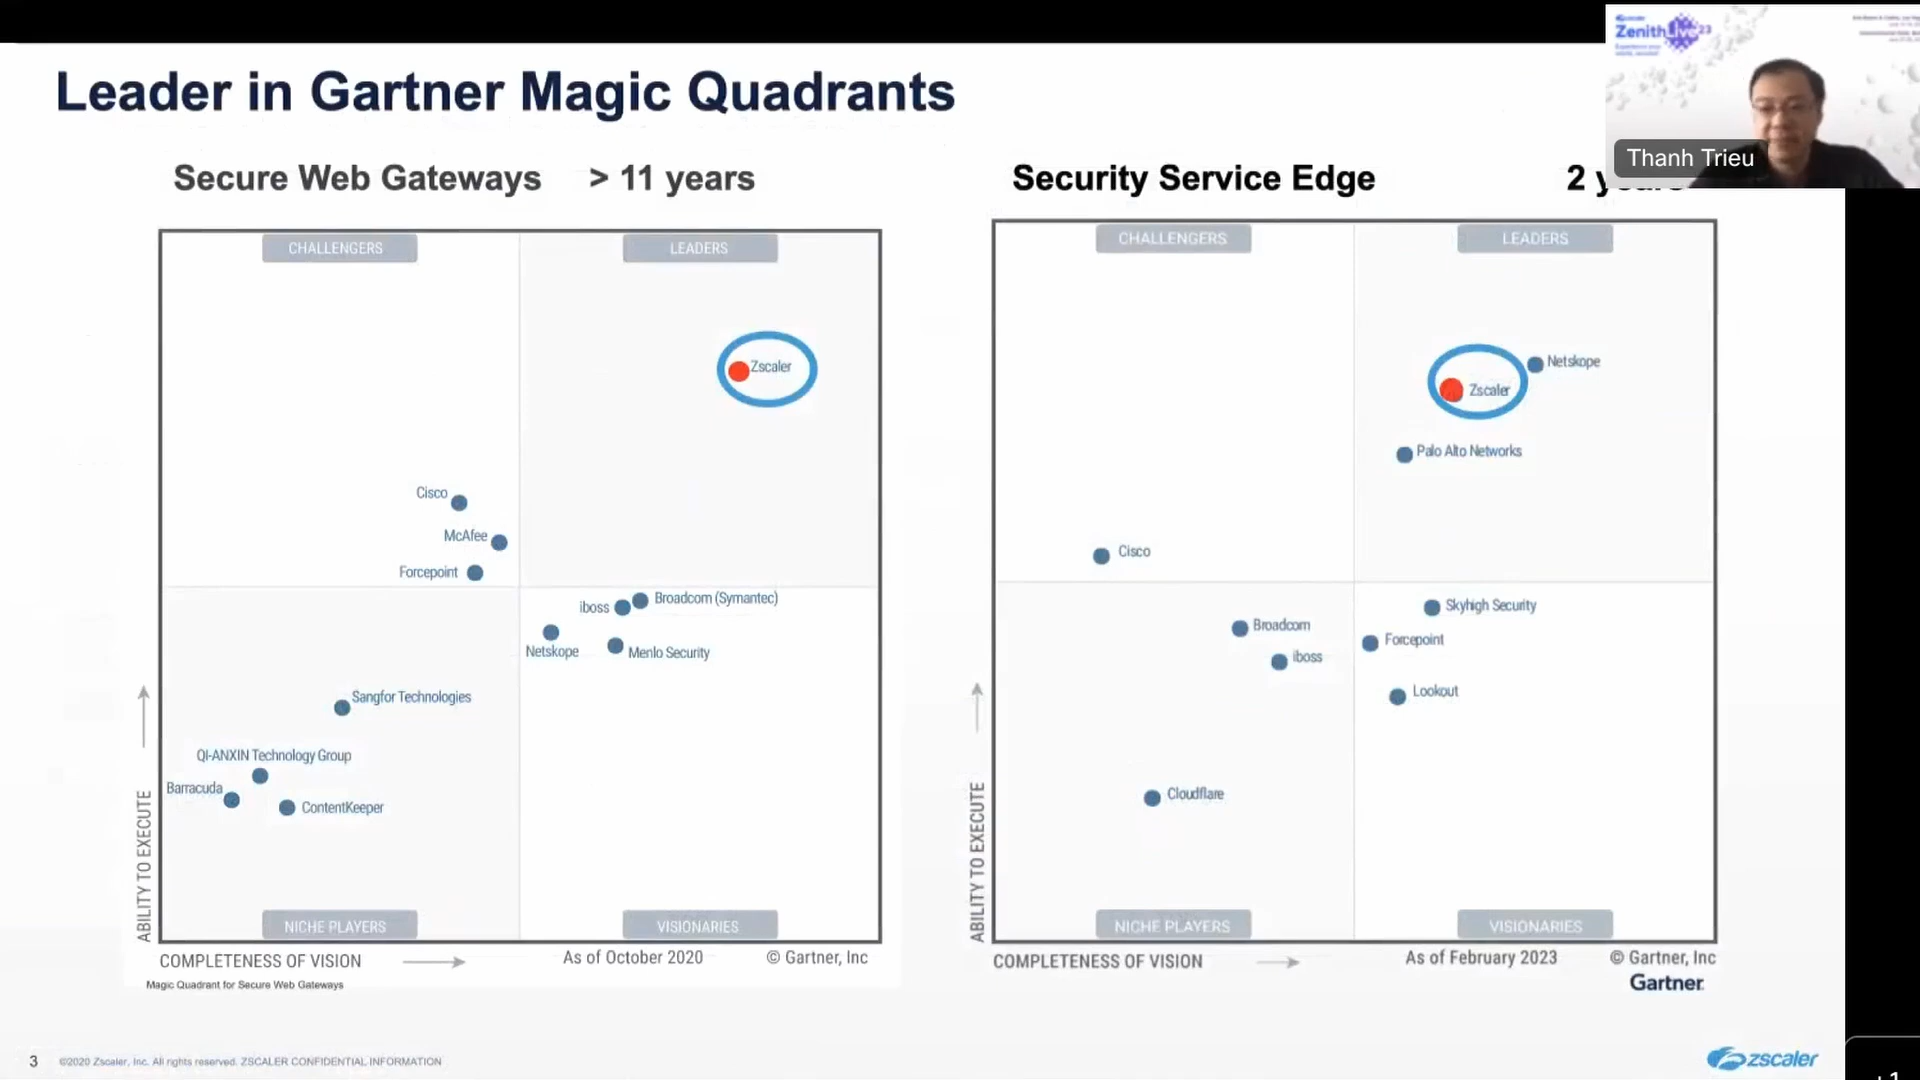 Leader in Gartner Magic Quadrants
Zenith Live 23
Thanh Trieu
Secure Web Gateways > 11 years
CHALLENGERS
LEADERS
Zscaler
Cisco
McAfee
Forcepoint
iboss
Broadcom (Symantec)
Netskope
Menlo Security
Sangfor Technologies
QI-ANXIN Technology Group
Barracuda
ContentKeeper
ABILITY TO EXECUTE
NICHE PLAYERS
VISIONARIES
COMPLETENESS OF VISION
As of October 2020
© Gartner, Inc
Magic Quadrant for Secure Web Gateways
Security Service Edge 2
CHALLENGERS
LEADERS
Netskope
Zscaler
Palo Alto Networks
Cisco
Skyhigh Security
Broadcom
Forcepoint
iboss
Lookout
Cloudflare
ABILITY TO EXECUTE
NICHE PLAYERS
VISIONARIES
COMPLETENESS OF VISION
As of February 2023
© Gartner, Inc
Gartner
3 ©2020 Zscaler, Inc. All rights reserved. ZSCALER CONFIDENTIAL INFORMATION
zscaler